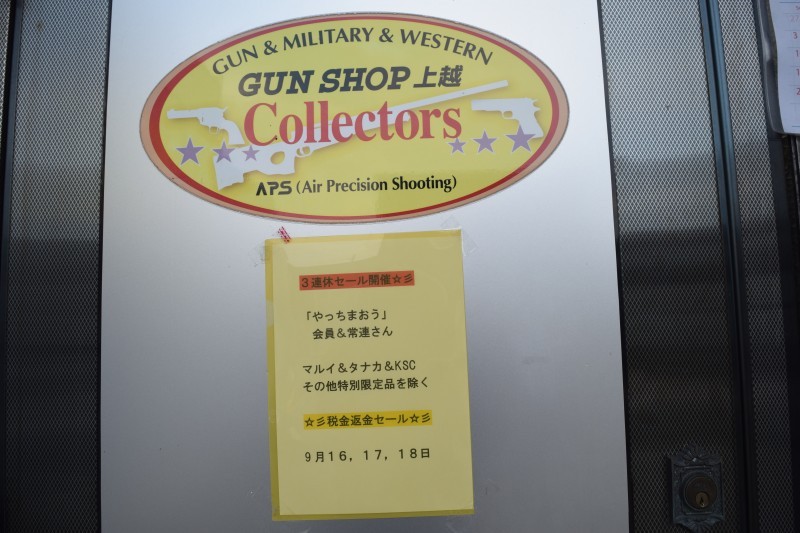 GUN & MILITARY & WESTERN
GUN SHOP 上越
Collectors
APS (Air Precision Shooting)
３連休セール開催☆彡
「やっちまおう」
会員＆常連さん
マルイ＆タナカ＆KSC
その他特別限定品を除く
☆彡税金返金セール☆彡
９月１６，１７，１８日